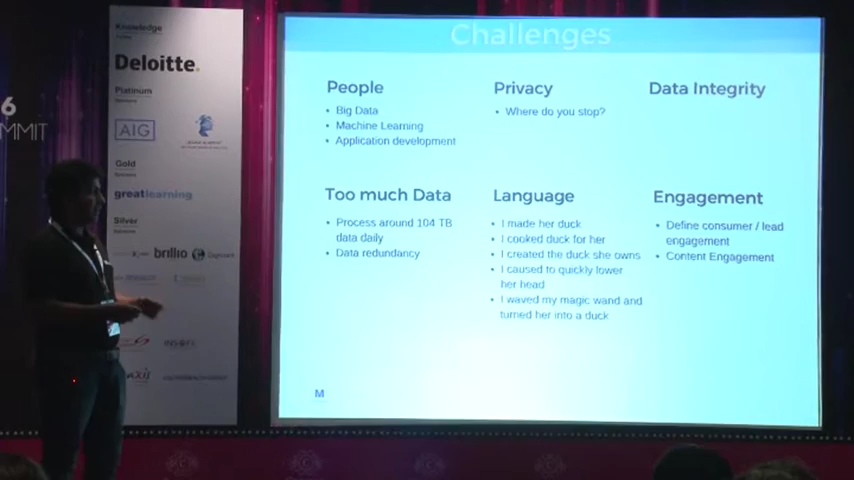 6
MMIT
Knowledge
Deloitte.
Platinum
AIG
Gold
greatlearning
Silver
brillio
Challenges
People
• Big Data
• Machine Learning
• Application development
Privacy
• Where do you stop?
Data Integrity
Too much Data
• Process around 104 TB
data daily
• Data redundancy
Language
• I made her duck
• I cooked duck for her
• I created the duck she owns
• I caused to quickly lower
her head
• I waved my magic wand and
turned her into a duck
Engagement
• Define consumer / lead
engagement
• Content Engagement
M